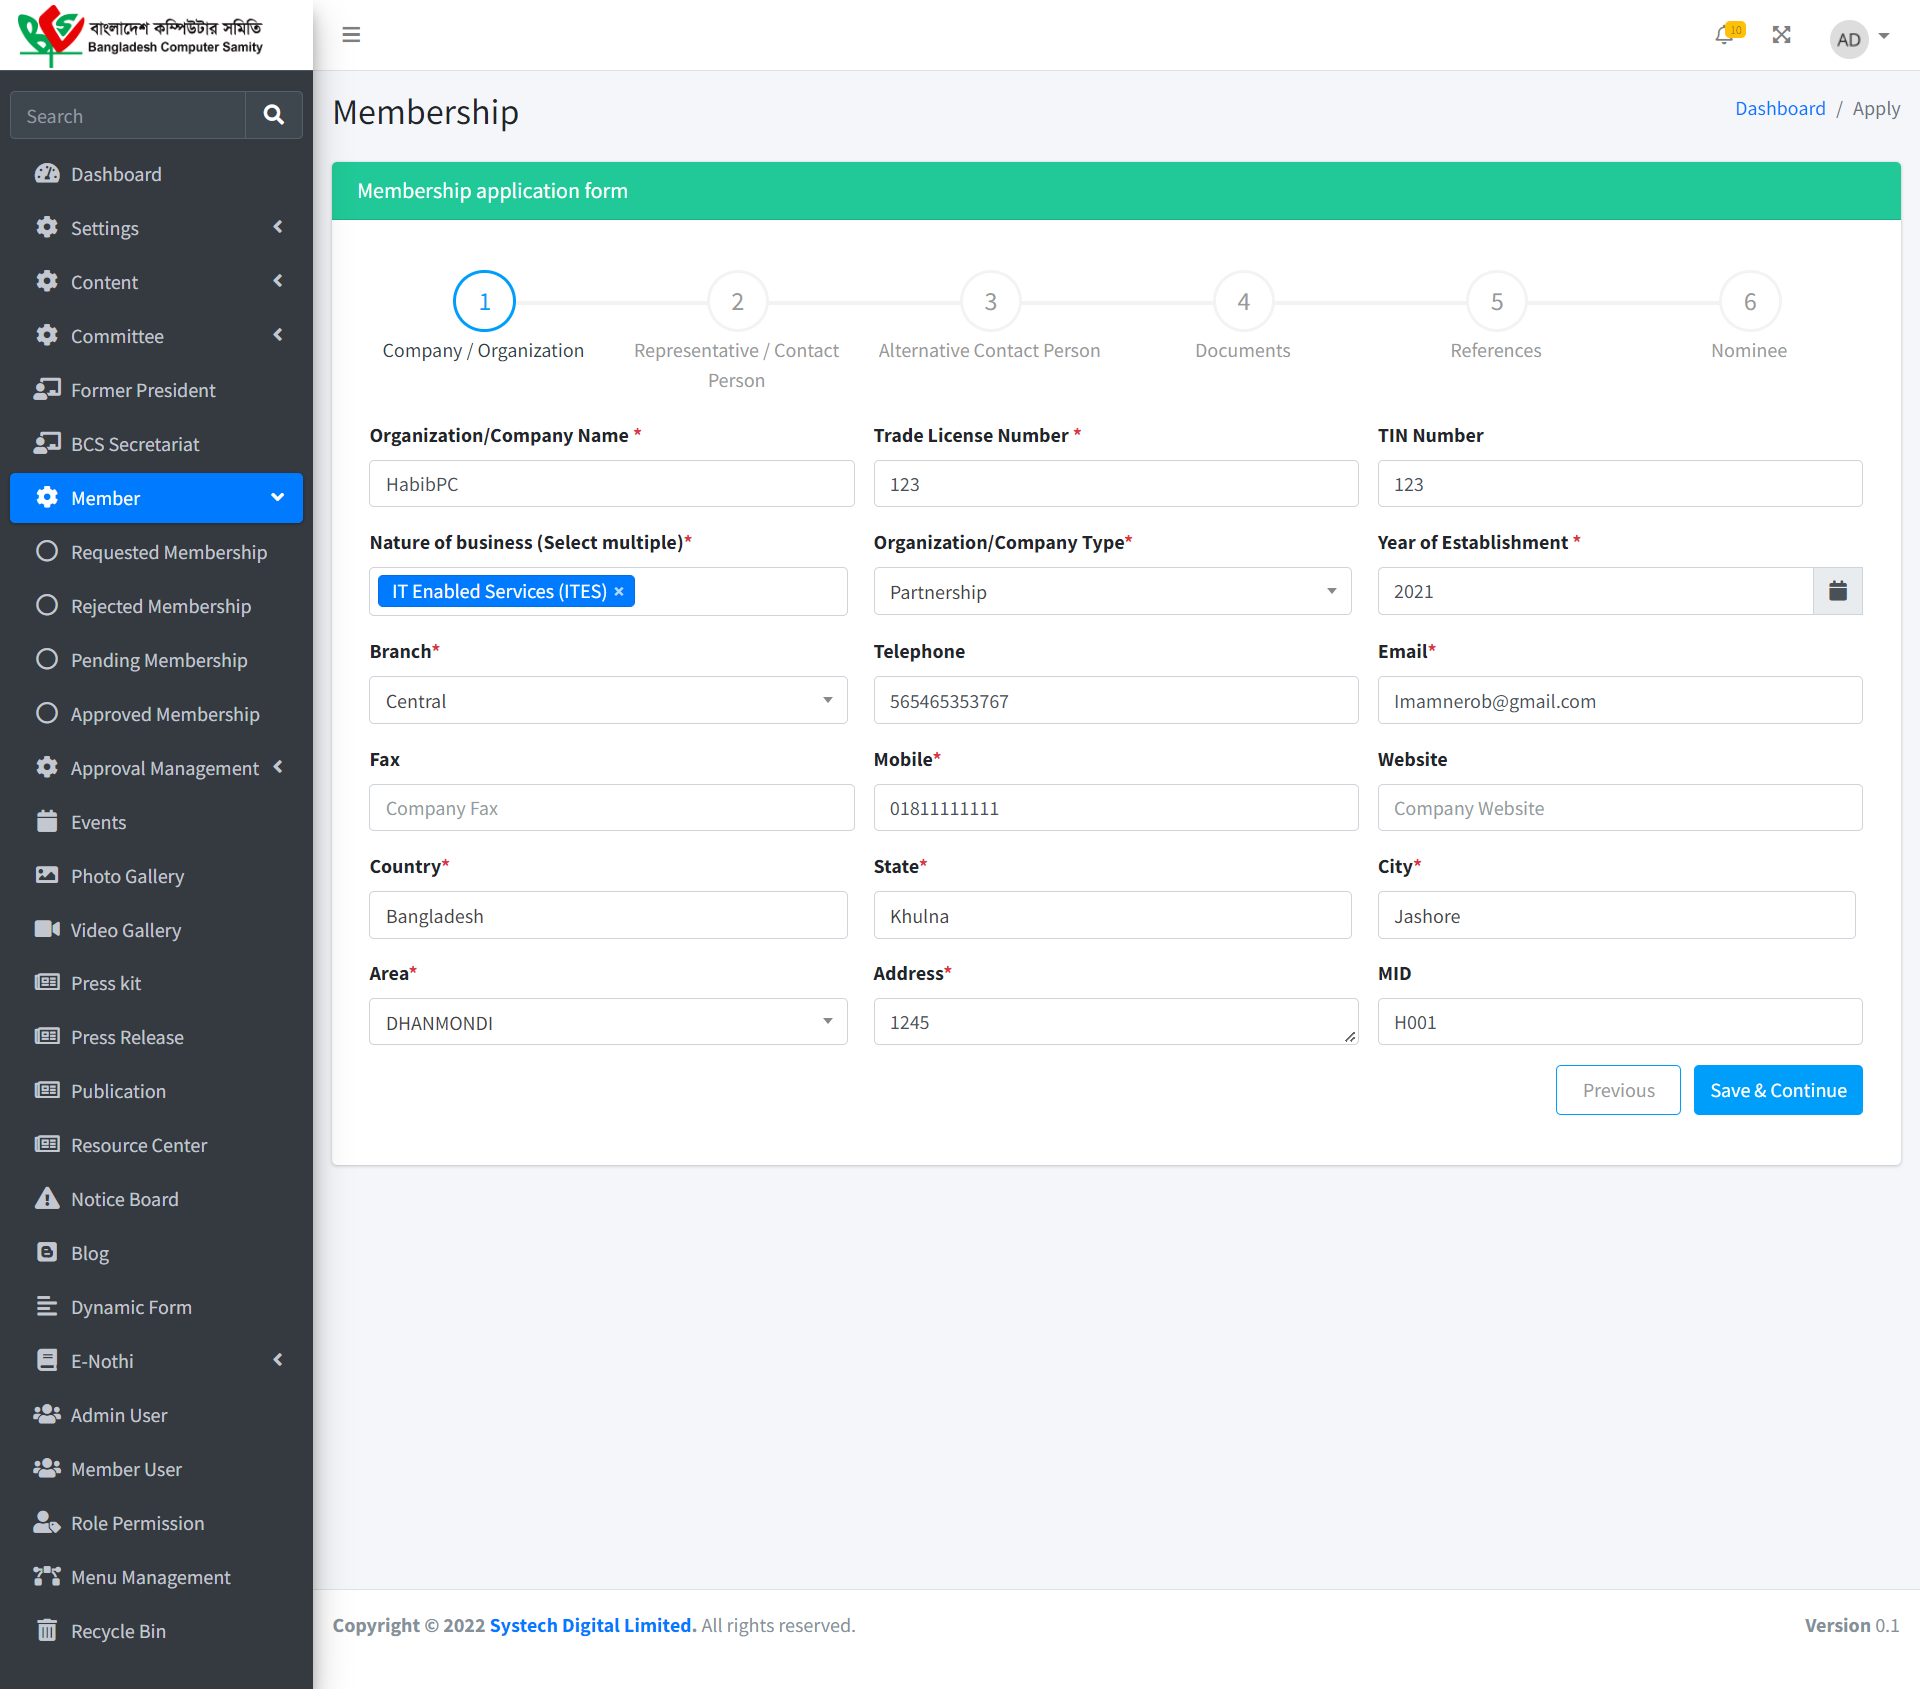 বাংলাদেশ কম্পিউটার সমিতি
Bangladesh Computer Samity
10
AD
Search
Dashboard
Settings
Content
Committee
Former President
BCS Secretariat
Member
Requested Membership
Rejected Membership
Pending Membership
Approved Membership
Approval Management
Events
Photo Gallery
Video Gallery
Press kit
Press Release
Publication
Resource Center
Notice Board
Blog
Dynamic Form
E-Nothi
Admin User
Member User
Role Permission
Menu Management
Recycle Bin
Membership
Dashboard / Apply
Membership application form
1 2 3 4 5 6
Company / Organization
Representative / Contact
Person
Alternative Contact Person
Documents
References
Nominee
Organization/Company Name *
HabibPC
Trade License Number *
123
TIN Number
123
Nature of business (Select multiple)*
IT Enabled Services (ITES) ×
Organization/Company Type*
Partnership
Year of Establishment *
2021
Branch*
Central
Telephone
565465353767
Email*
Imamnerob@gmail.com
Fax
Company Fax
Mobile*
01811111111
Website
Company Website
Country*
Bangladesh
State*
Khulna
City*
Jashore
Area*
DHANMONDI
Address*
1245
MID
H001
Previous
Save & Continue
Copyright © 2022 Systech Digital Limited. All rights reserved.
Version 0.1